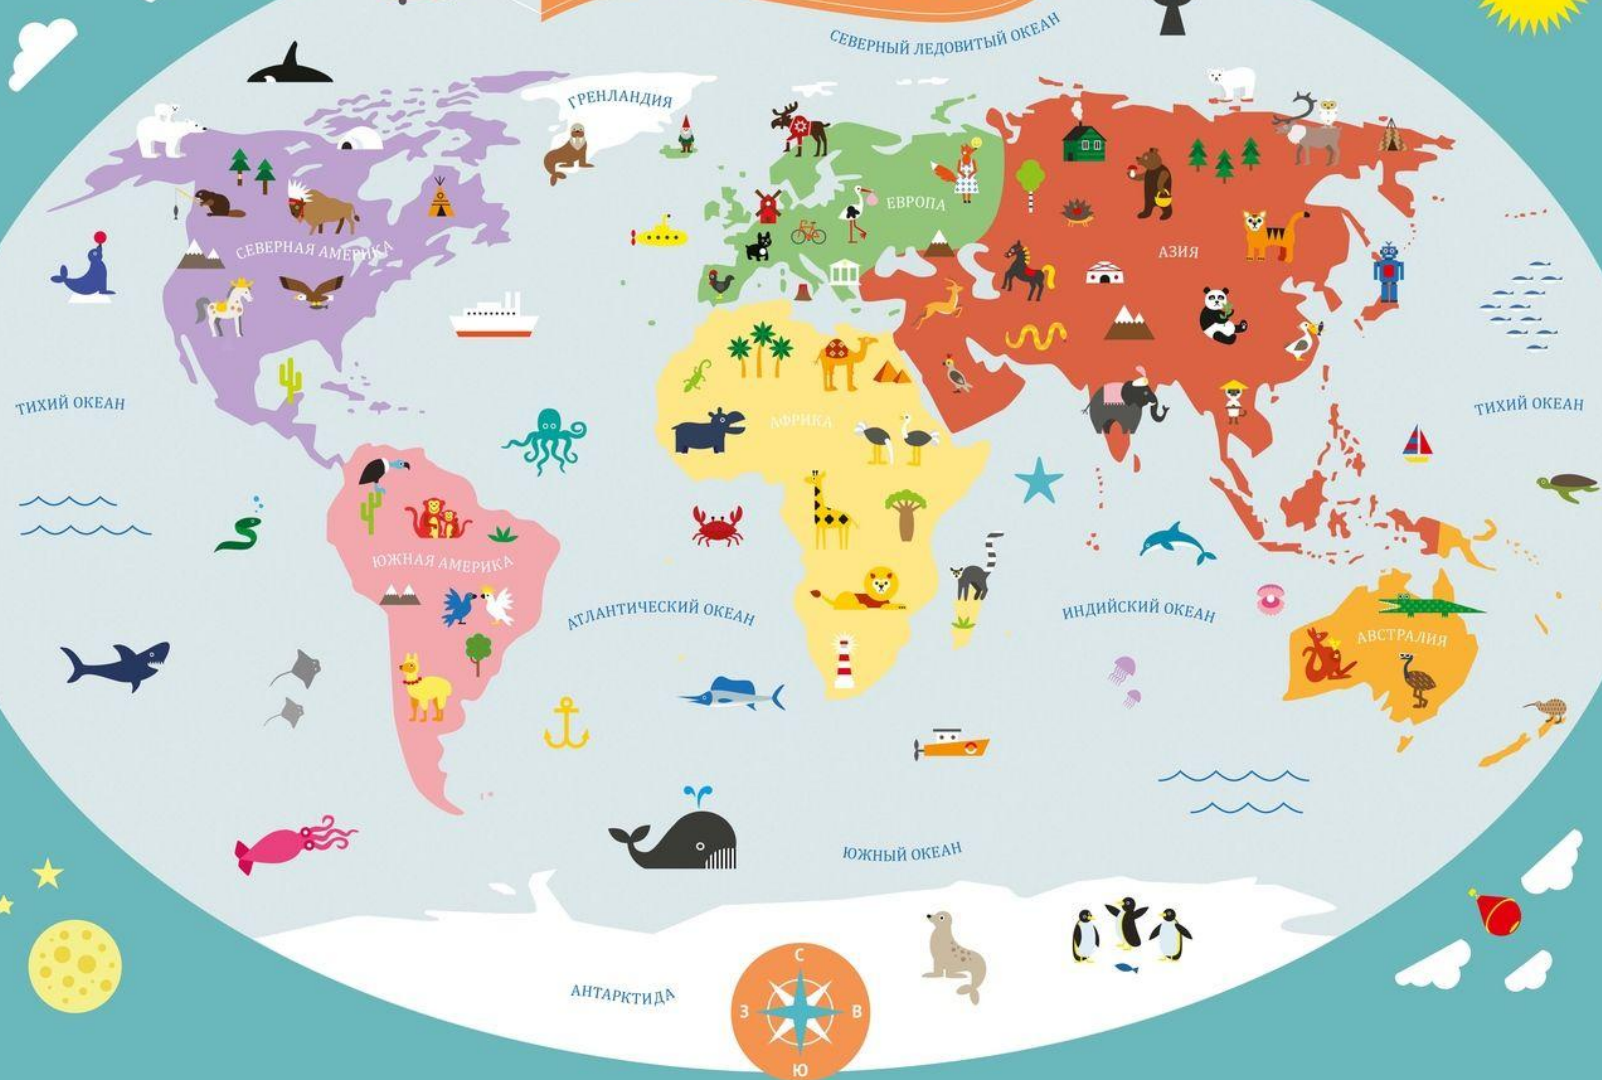 СЕВЕРНЫЙ ЛЕДОВИТЫЙ ОКЕАН
ГРЕНЛАНДИЯ
ЕВРОПА
СЕВЕРНАЯ АМЕРИКА
АЗИЯ
ТИХИЙ ОКЕАН
АФРИКА
ТИХИЙ ОКЕАН
ЮЖНАЯ АМЕРИКА
АТЛАНТИЧЕСКИЙ ОКЕАН
ИНДИЙСКИЙ ОКЕАН
АВСТРАЛИЯ
ЮЖНЫЙ ОКЕАН
АНТАРКТИДА
С
З
В
Ю